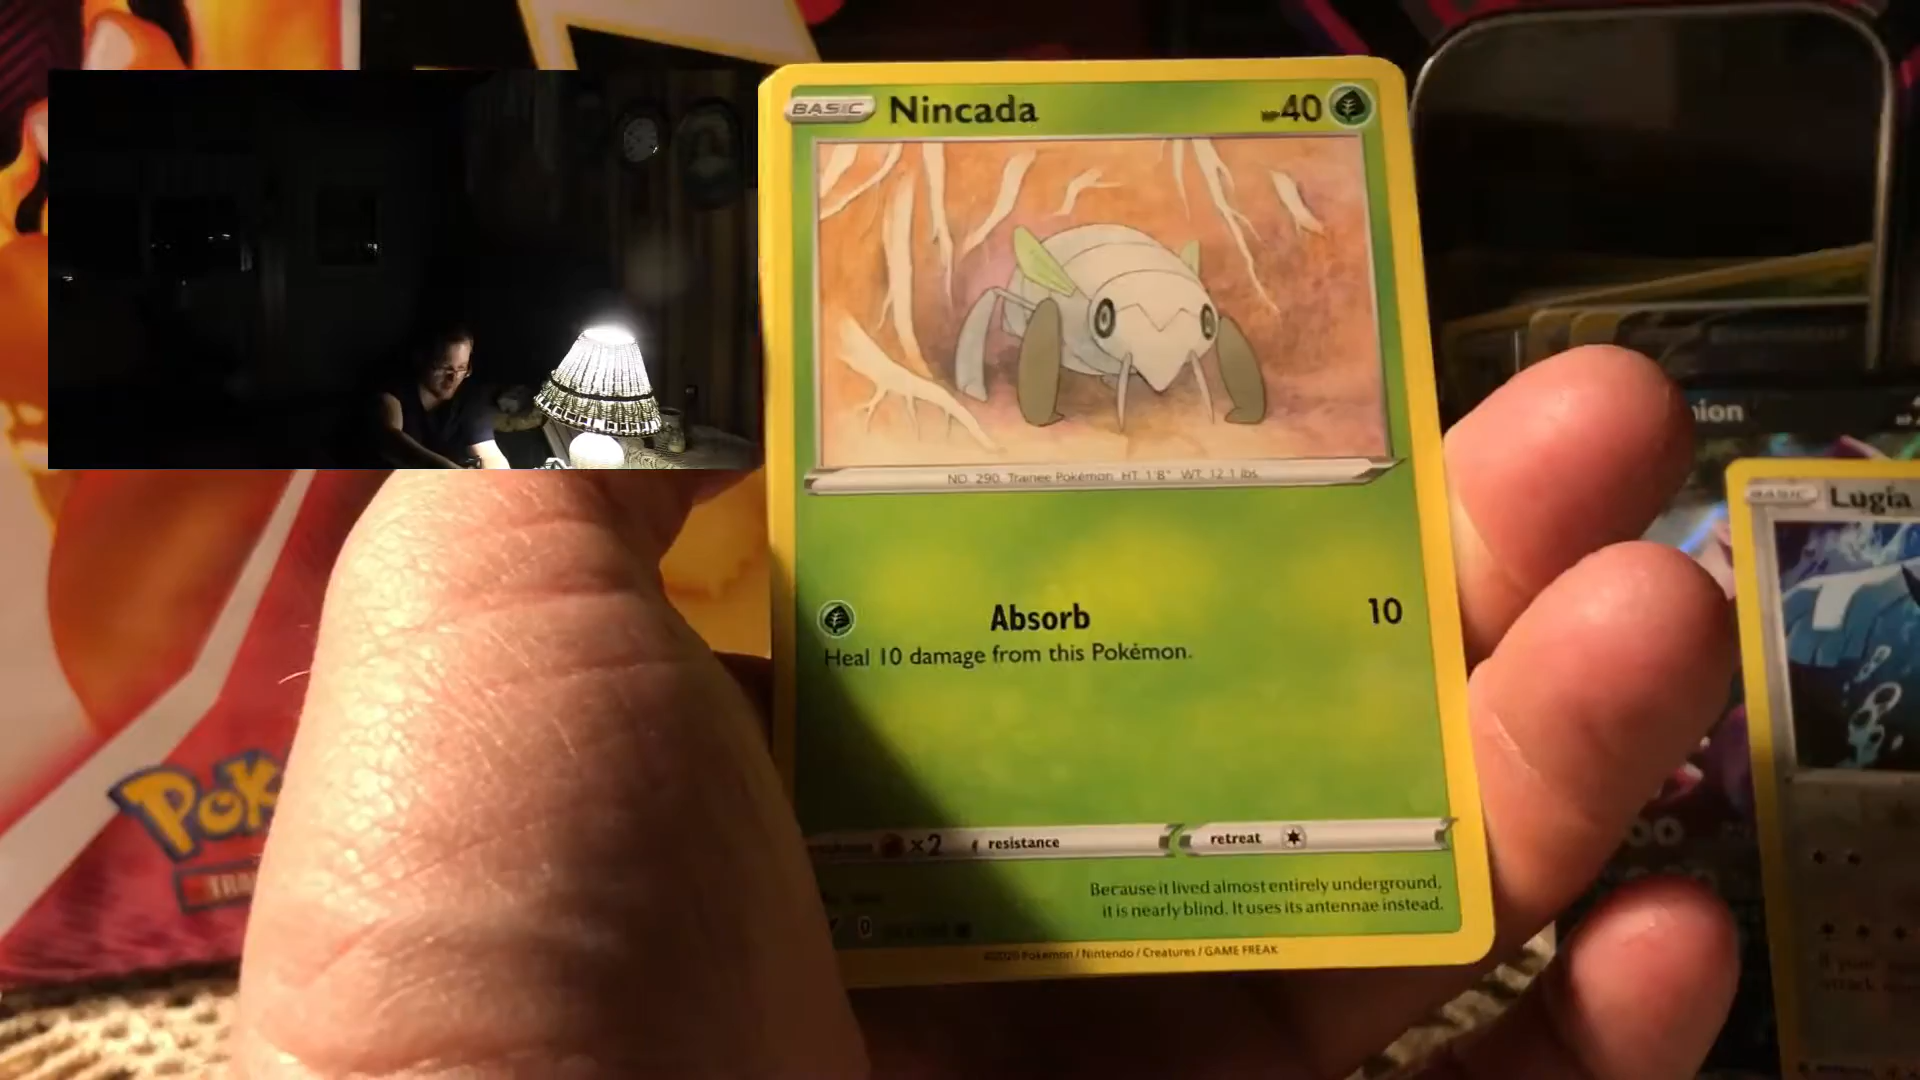 BASIC Nincada HP 40
NO. 290 Trainee Pokémon HT 1'8" WT. 12.1 lbs.
Absorb 10
Heal 10 damage from this Pokémon.
×2 resistance retreat
Because it lived almost entirely underground,
it is nearly blind. It uses its antennae instead.
©2020 Pokémon / Nintendo / Creatures / GAME FREAK
BASIC Lugia